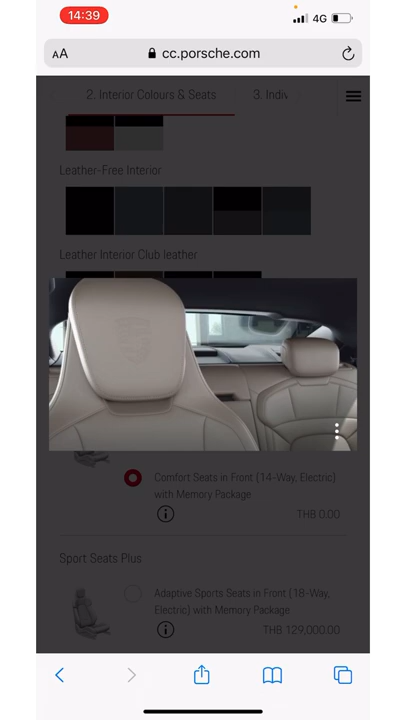 14:39
4G
AA
cc.porsche.com
2. Interior Colours & Seats
3. Indiv
Leather-Free Interior
Leather Interior Club leather
Comfort Seats in Front (14-Way, Electric)
with Memory Package
THB 0.00
Sport Seats Plus
Adaptive Sports Seats in Front (18-Way,
Electric) with Memory Package
THB 129,000.00